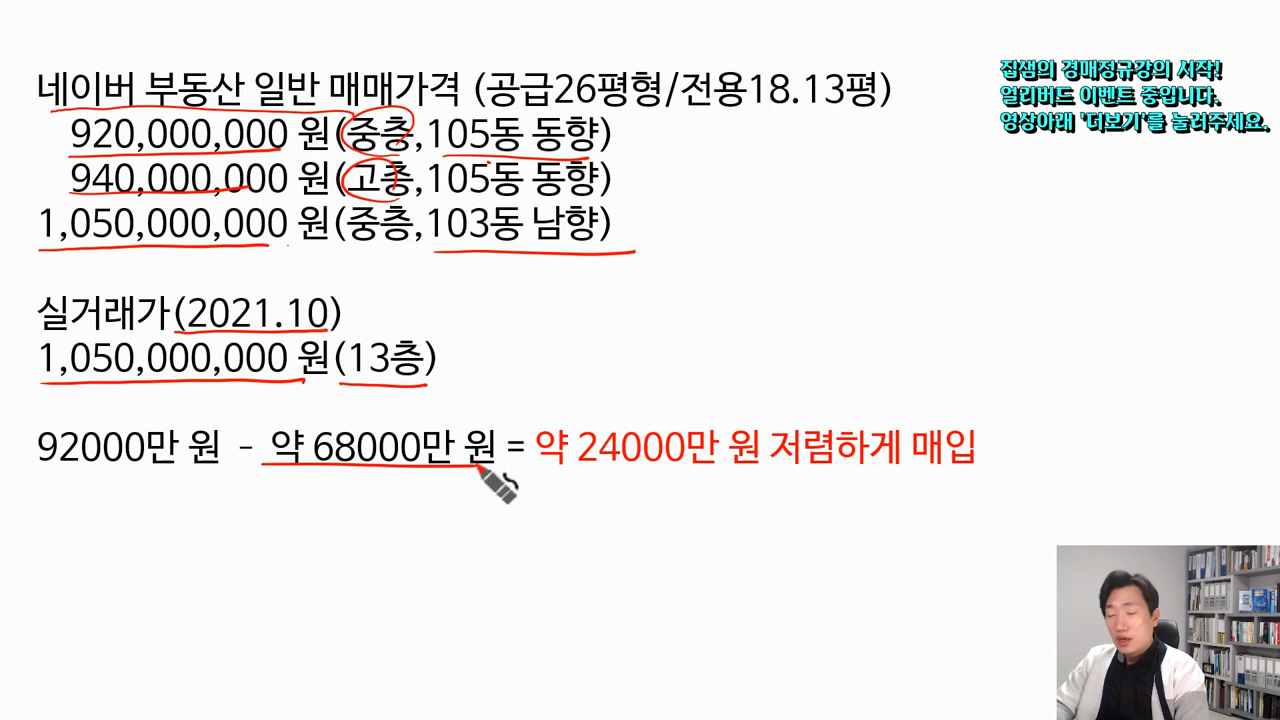 네이버 부동산 일반 매매가격 (공급26평형/전용18.13평)
920,000,000 원(중층,105동 동향)
940,000,000 원(고층,105동 동향)
1,050,000,000 원(중층,103동 남향)
실거래가(2021.10)
1,050,000,000 원(13층)
92000만 원 - 약 68000만 원 = 약 24000만 원 저렴하게 매입
집샘의 경매정규강의 시작!
얼리버드 이벤트 중입니다.
영상아래 '더보기'를 눌러주세요.